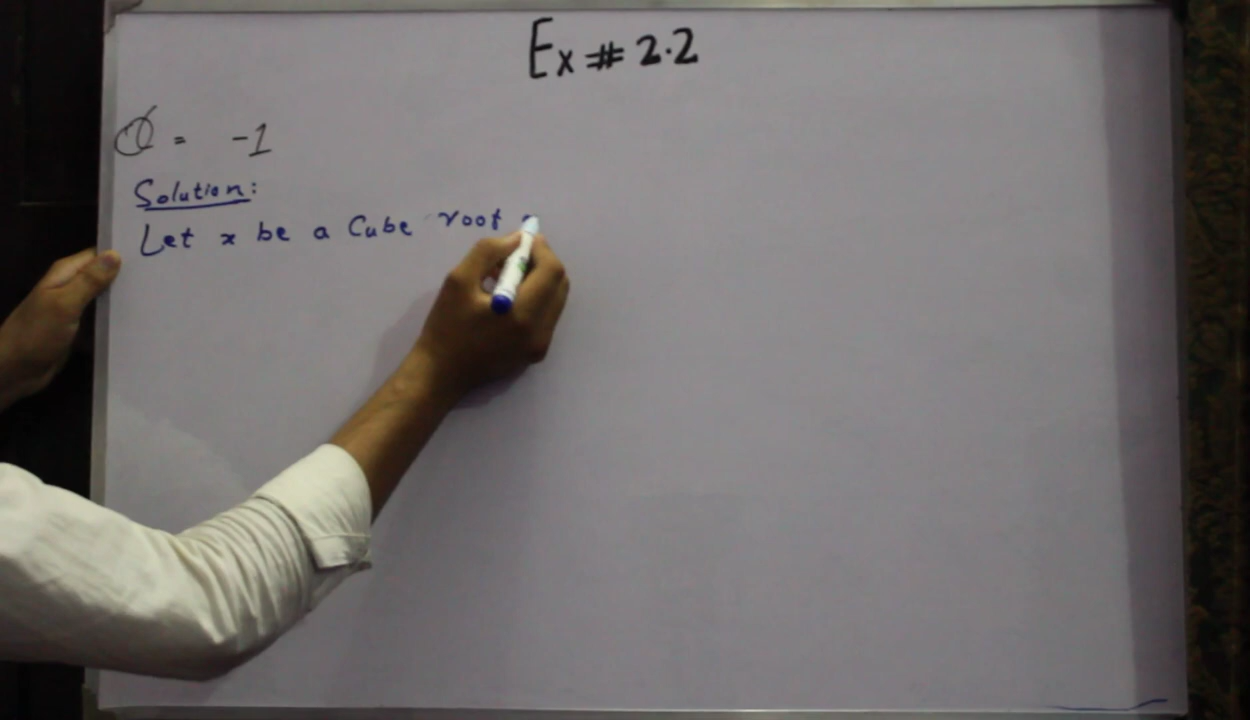 Ex # 2.2
Q = -1
Solution:
Let x be a Cube root